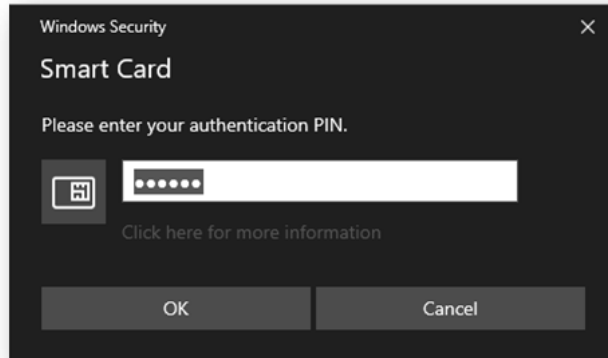 Windows Security
Smart Card
Please enter your authentication PIN.
••••••
Click here for more information
OK
Cancel